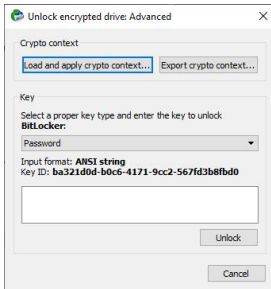 Unlock encrypted drive: Advanced
Crypto context
Load and apply crypto context... Export crypto context...
Key
Select a proper key type and enter the key to unlock
BitLocker:
Password
Input format: ANSI string
Key ID: ba321d0d-b0c6-4171-9cc2-567fd3b8fbd0
Unlock
Cancel